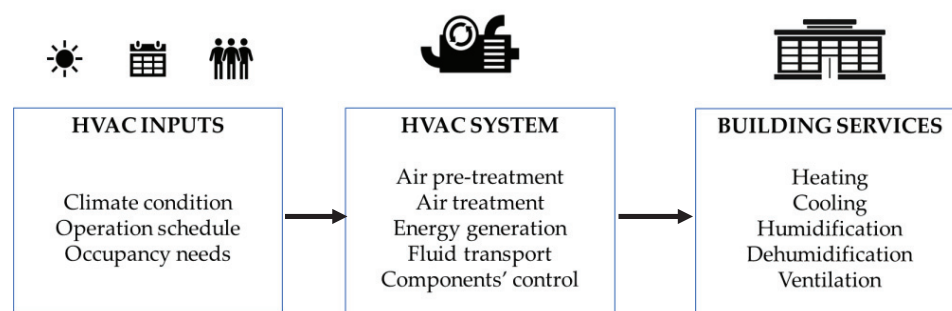 HVAC INPUTS
Climate condition
Operation schedule
Occupancy needs
HVAC SYSTEM
Air pre-treatment
Air treatment
Energy generation
Fluid transport
Components’ control
BUILDING SERVICES
Heating
Cooling
Humidification
Dehumidification
Ventilation